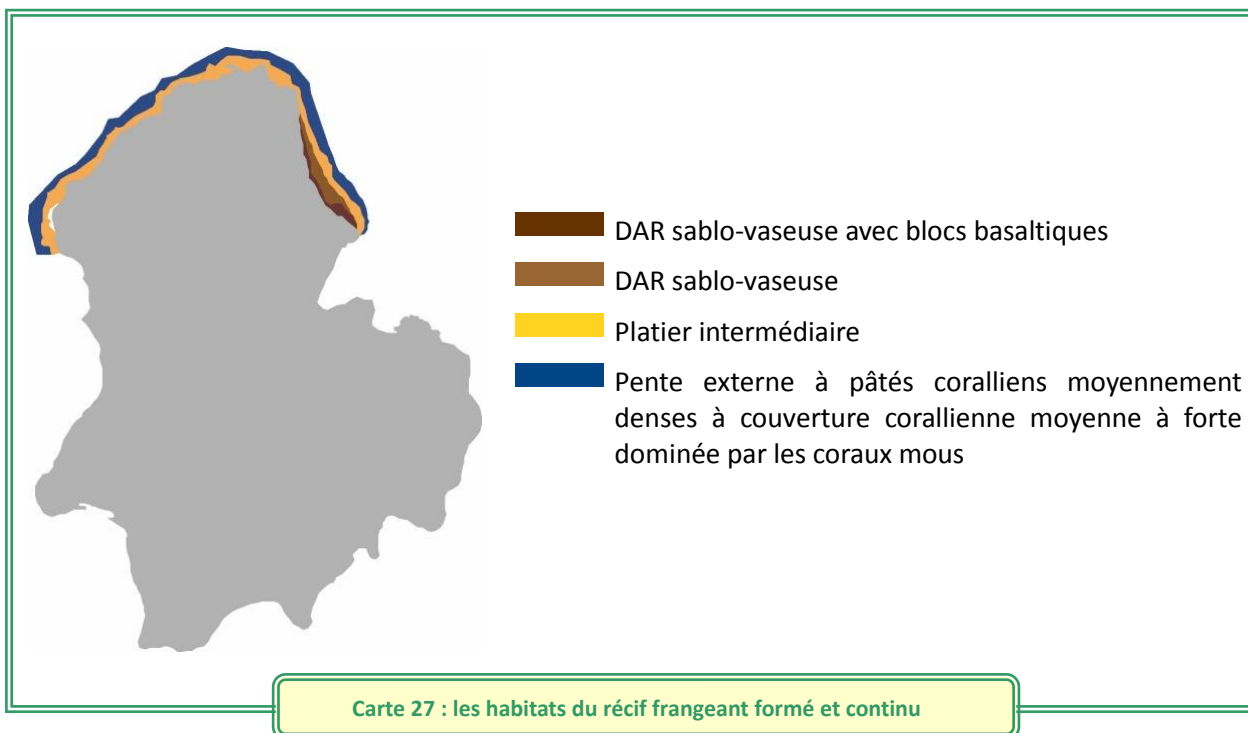 DAR sablo-vaseuse avec blocs basaltiques
DAR sablo-vaseuse
Platier intermédiaire
Pente externe à pâtés coralliens moyennement
denses à couverture corallienne moyenne à forte
dominée par les coraux mous
Carte 27 : les habitats du récif frangeant formé et continu